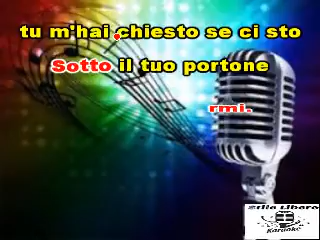 tu m'hai chiesto se ci sto
Sotto il tuo portone
rmi.
Stile Libero
Karaoke